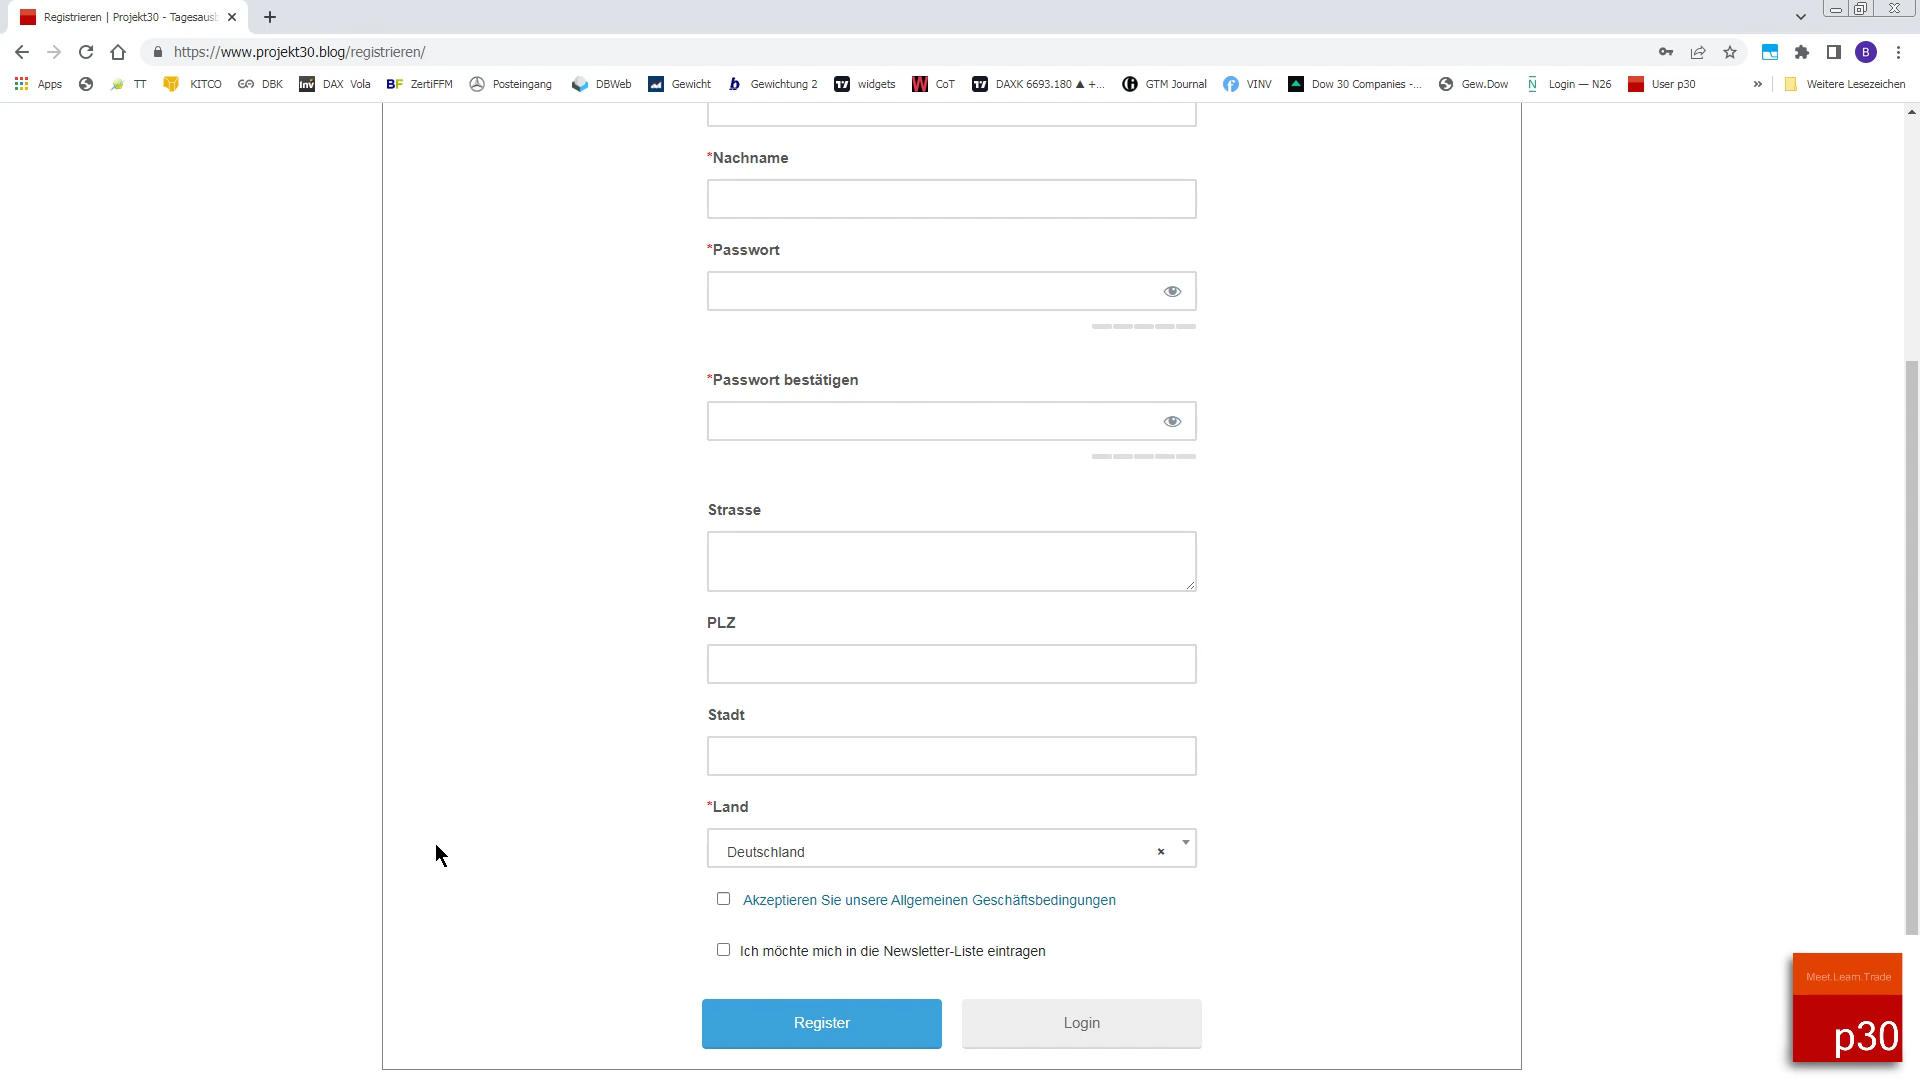 Registrieren | Projekt30 - Tagesausb
https://www.projekt30.blog/registrieren/
B
Apps
TT
KITCO
DBK
DAX Vola
BF ZertiFFM
Posteingang
DBWeb
Gewicht
Gewichtung 2
widgets
CoT
DAXK 6693.180 ▲ +...
GTM Journal
VINV
Dow 30 Companies -...
Gew.Dow
Login — N26
User p30
»
Weitere Lesezeichen
*Nachname
*Passwort
*Passwort bestätigen
Strasse
PLZ
Stadt
*Land
Deutschland ×
Akzeptieren Sie unsere Allgemeinen Geschäftsbedingungen
Ich möchte mich in die Newsletter-Liste eintragen
Register
Login
Meet.Learn.Trade
p30